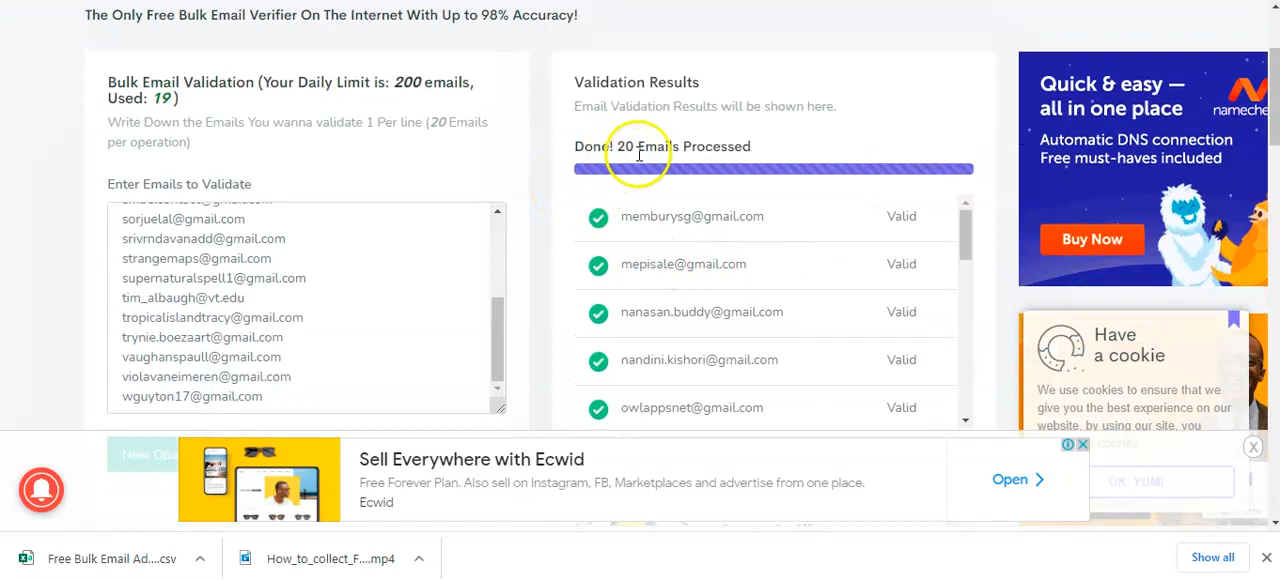 The Only Free Bulk Email Verifier On The Internet With Up to 98% Accuracy!
Bulk Email Validation (Your Daily Limit is: 200 emails,
Used: 19 )
Write Down the Emails You wanna validate 1 Per line (20 Emails
per operation)
Enter Emails to Validate
sorjuelal@gmail.com
srivrndavanadd@gmail.com
strangemaps@gmail.com
supernaturalspell1@gmail.com
tim_albaugh@vt.edu
tropicalislandtracy@gmail.com
trynie.boezaart@gmail.com
vaughanspaull@gmail.com
violavaneimeren@gmail.com
wguyton17@gmail.com
New
Validation Results
Email Validation Results will be shown here.
Done! 20 Emails Processed
memburysg@gmail.com Valid
mepisale@gmail.com Valid
nanasan.buddy@gmail.com Valid
nandini.kishori@gmail.com Valid
owlappsnet@gmail.com Valid
Quick & easy —
all in one place
nameche
Automatic DNS connection
Free must-haves included
Buy Now
Have
a cookie
We use cookies to ensure that we
give you the best experience on our
website, by using our site, you
cookies
OK, YUM!
Sell Everywhere with Ecwid
Free Forever Plan. Also sell on Instagram, FB, Marketplaces and advertise from one place.
Ecwid
Open
X
Free Bulk Email Ad....csv
How_to_collect_F....mp4
Show all